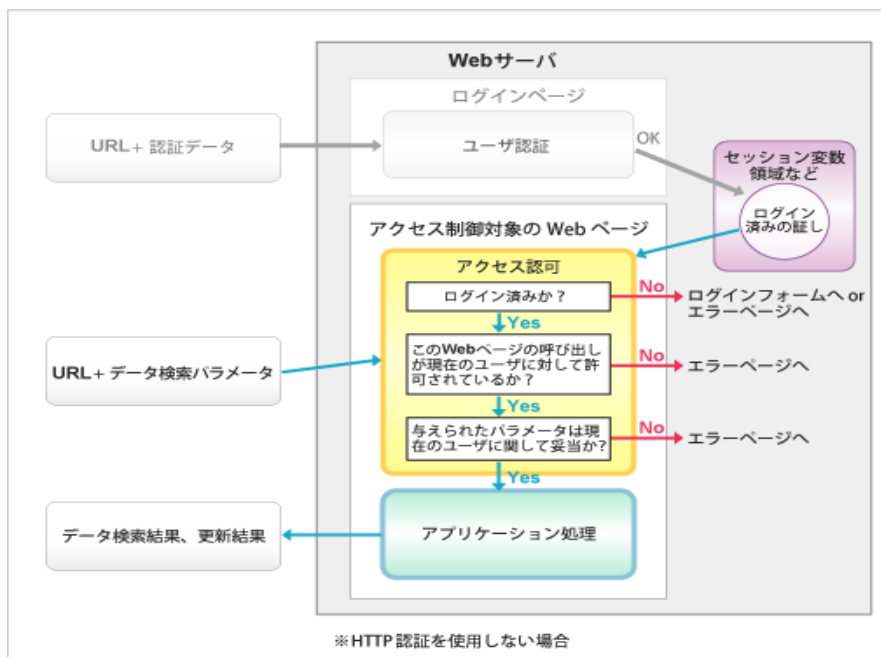 Webサーバ
ログインページ
URL+ 認証データ
ユーザ認証
OK
セッション変数
領域など
ログイン
済みの証し
アクセス制御対象の Web ページ
アクセス認可
ログイン済みか？
No
ログインフォームへ or
エラーページへ
Yes
URL+ データ検索パラメータ
このWebページの呼び出し
が現在のユーザに対して許
可されているか？
No
エラーページへ
Yes
与えられたパラメータは現
在のユーザに関して妥当か?
No
エラーページへ
Yes
データ検索結果、更新結果
アプリケーション処理
※HTTP認証を使用しない場合